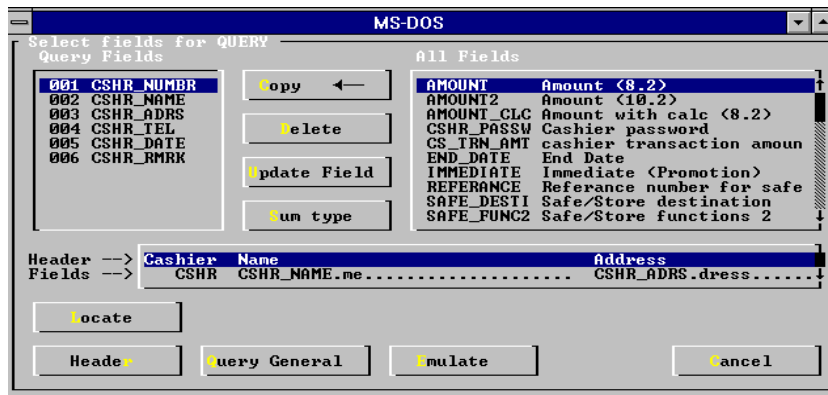 MS-DOS
Select fields for QUERY
Query Fields
All Fields
001 CSHR_NUMBR
002 CSHR_NAME
003 CSHR_ADRS
004 CSHR_TEL
005 CSHR_DATE
006 CSHR_RMRK
Copy
Delete
Update Field
Sum type
AMOUNT Amount (8.2)
AMOUNT2 Amount (10.2)
AMOUNT_CLC Amount with calc (8.2)
CSHR_PASSW Cashier password
CS_TRN_AMT cashier transaction amoun
END_DATE End Date
IMMEDIATE Immediate (Promotion)
REFERANCE Referance number for safe
SAFE_DESTI Safe/Store destination
SAFE_FUNC2 Safe/Store functions 2
Header --> Cashier Name Address
Fields --> CSHR CSHR_NAME.me................... CSHR_ADRS.dress......
Locate
Header
Query General
Emulate
Cancel